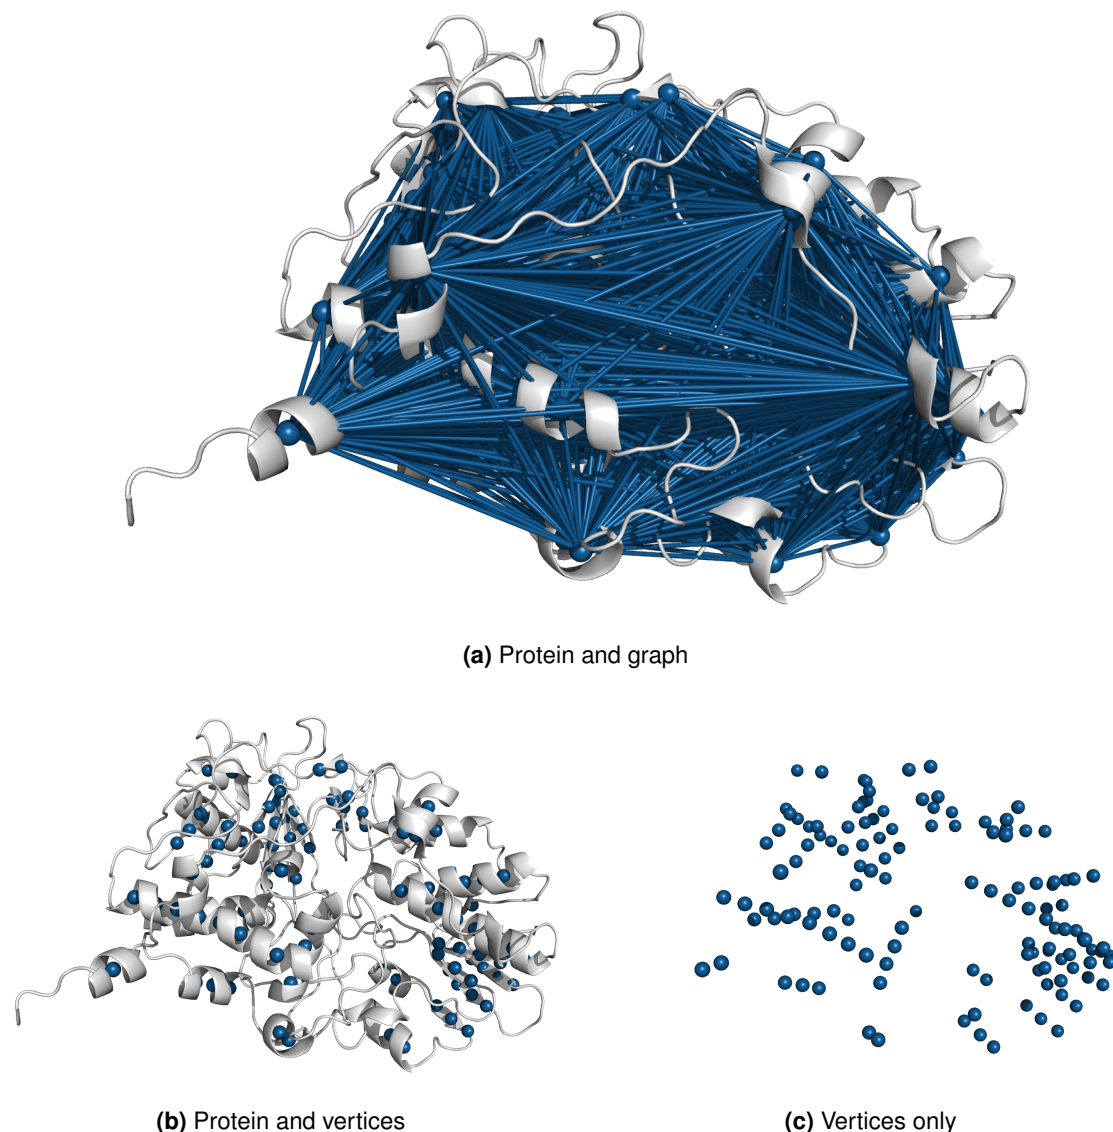 (a) Protein and graph
(b) Protein and vertices
(c) Vertices only